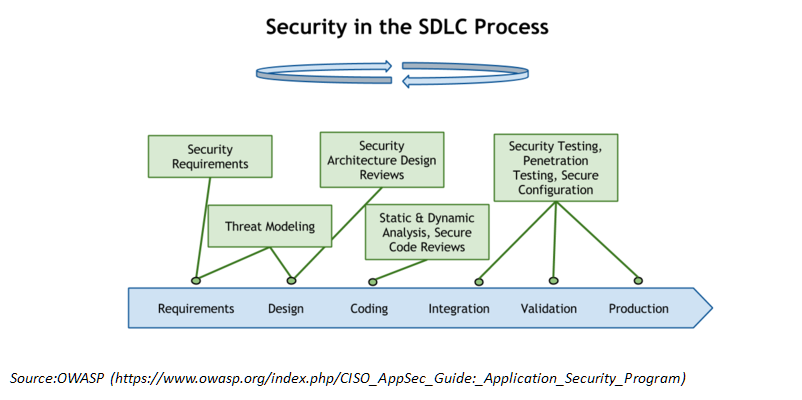 Security in the SDLC Process
Security
Requirements
Threat Modeling
Security
Architecture Design
Reviews
Static & Dynamic
Analysis, Secure
Code Reviews
Security Testing,
Penetration
Testing, Secure
Configuration
Requirements
Design
Coding
Integration
Validation
Production
Source:OWASP (https://www.owasp.org/index.php/CISO_AppSec_Guide:_Application_Security_Program)